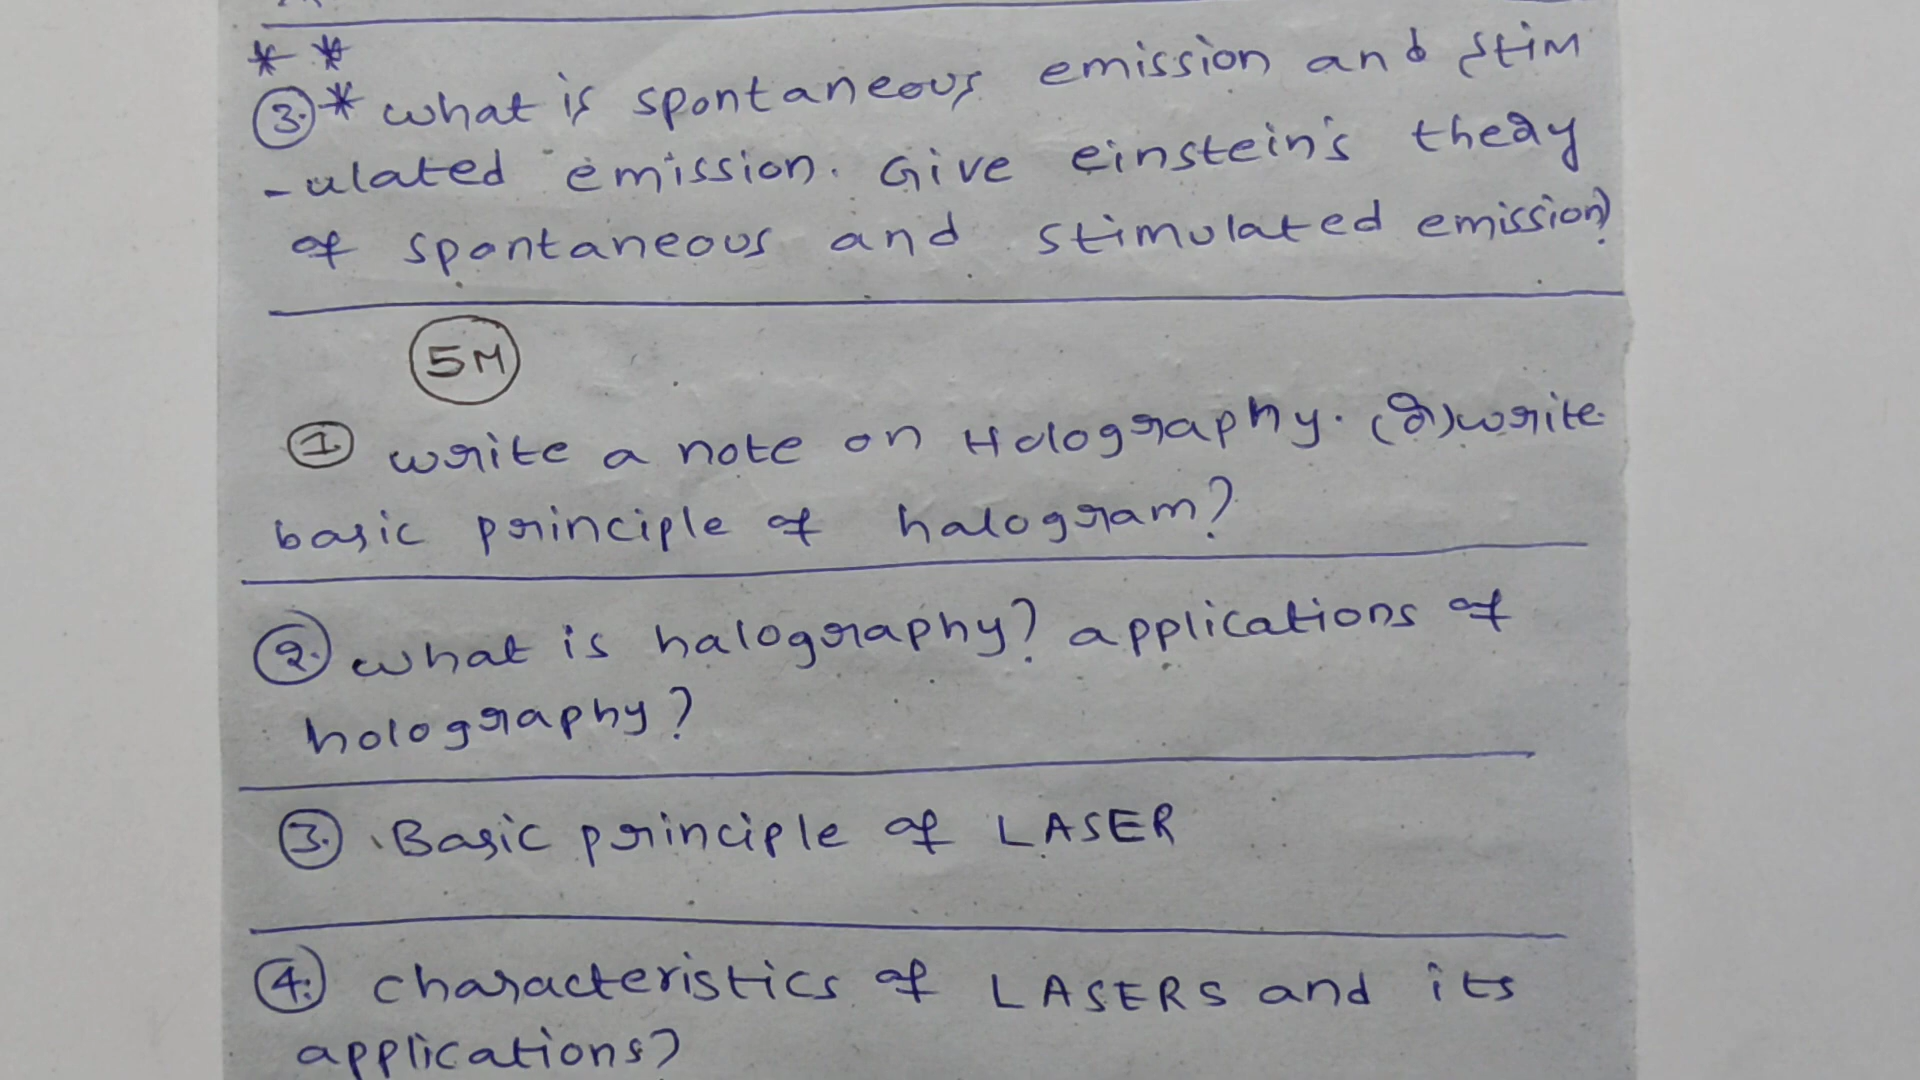 * *
③* what is spontaneous emission and stim
-ulated emission. Give einstein's theory
of spontaneous and stimulated emission?
5M
① write a note on Holography. (or) write
basic principle of halogram?
② what is halography? applications of
holography?
③ Basic principle of LASER
④ characteristics of LASERS and its
applications?